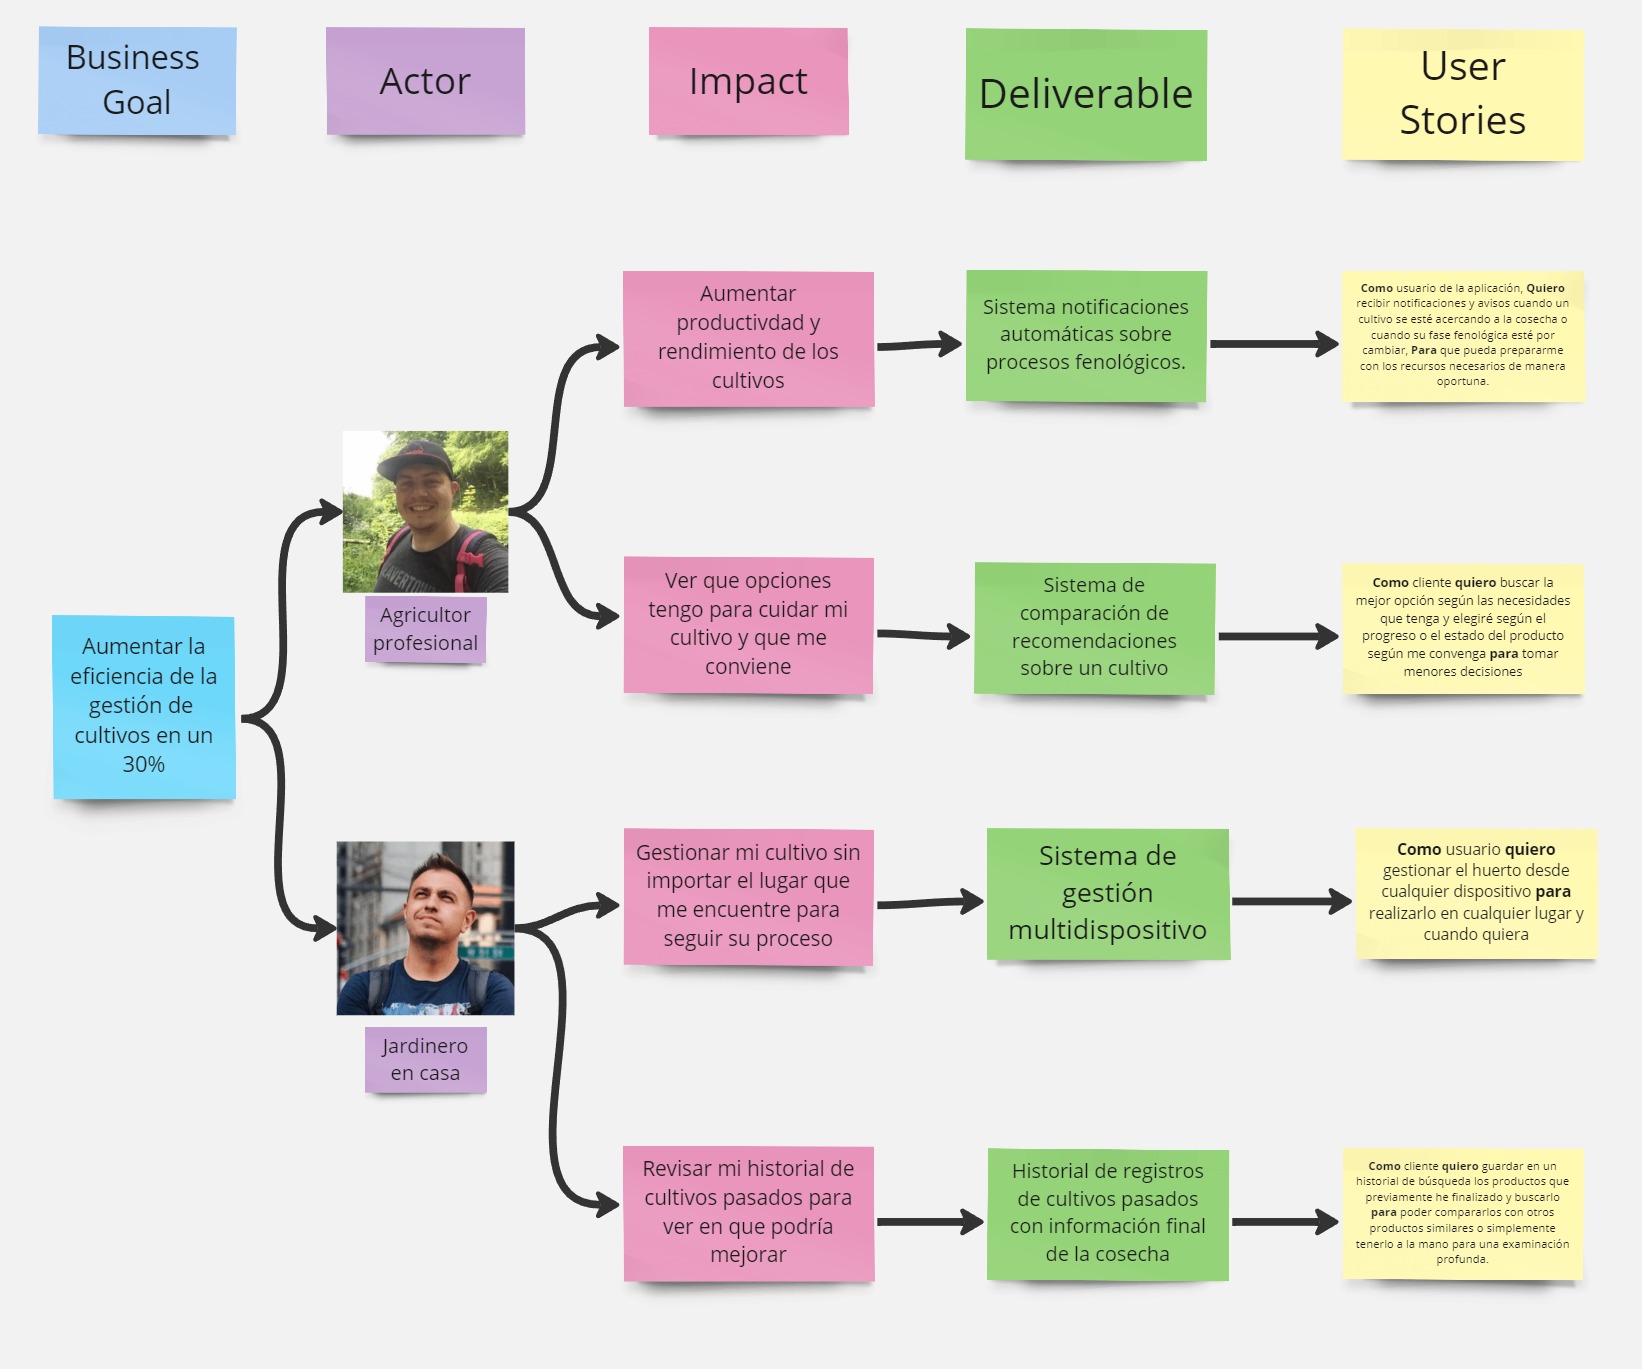 Business
Goal
Actor
Impact
Deliverable
User
Stories
Aumentar
productivdad y
rendimiento de los
cultivos
Sistema notificaciones
automáticas sobre
procesos fenológicos.
Como usuario de la aplicación, Quiero
recibir notificaciones y avisos cuando un
cultivo se esté acercando a la cosecha o
cuando su fase fenológica esté por
cambiar, Para que pueda prepararme
con los recursos necesarios de manera
oportuna.
Agricultor
profesional
Ver que opciones
tengo para cuidar mi
cultivo y que me
conviene
Sistema de
comparación de
recomendaciones
sobre un cultivo
Como cliente quiero buscar la
mejor opción según las necesidades
que tenga y elegiré según el
progreso o el estado del producto
según me convenga para tomar
menores decisiones
Aumentar la
eficiencia de la
gestión de
cultivos en un
30%
Gestionar mi cultivo sin
importar el lugar que
me encuentre para
seguir su proceso
Sistema de
gestión
multidispositivo
Como usuario quiero
gestionar el huerto desde
cualquier dispositivo para
realizarlo en cualquier lugar y
cuando quiera
Jardinero
en casa
Revisar mi historial de
cultivos pasados para
ver en que podría
mejorar
Historial de registros
de cultivos pasados
con información final
de la cosecha
Como cliente quiero guardar en un
historial de búsqueda los productos que
previamente he finalizado y buscarlo
para poder compararlos con otros
productos similares o simplemente
tenerlo a la mano para una examinación
profunda.